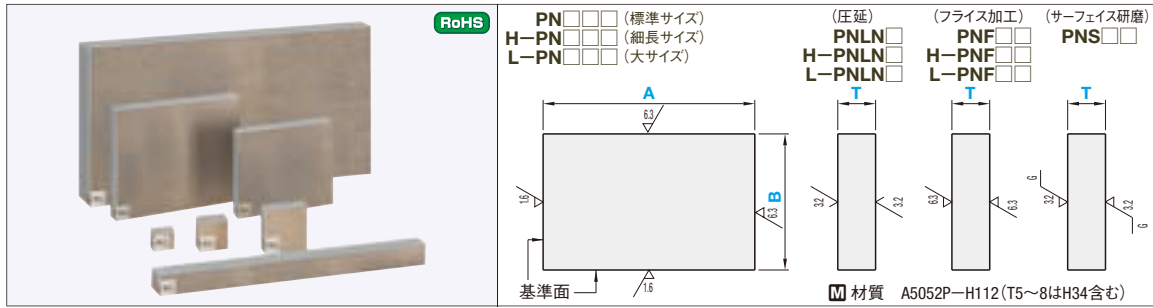 RoHS
PN□□□ (標準サイズ)
H−PN□□□ (細長サイズ)
L−PN□□□ (大サイズ)
(圧延)
PNLN□
H−PNLN□
L−PNLN□
(フライス加工)
PNF□□
H−PNF□□
L−PNF□□
(サーフェイス研磨)
PNS□□
A
T
T
T
6.3
1.6
B
6.3
3.2
3.2
6.3
6.3
G
3.2
3.2
G
基準面
1.6
M 材質 A5052P−H112(T5〜8はH34含む)